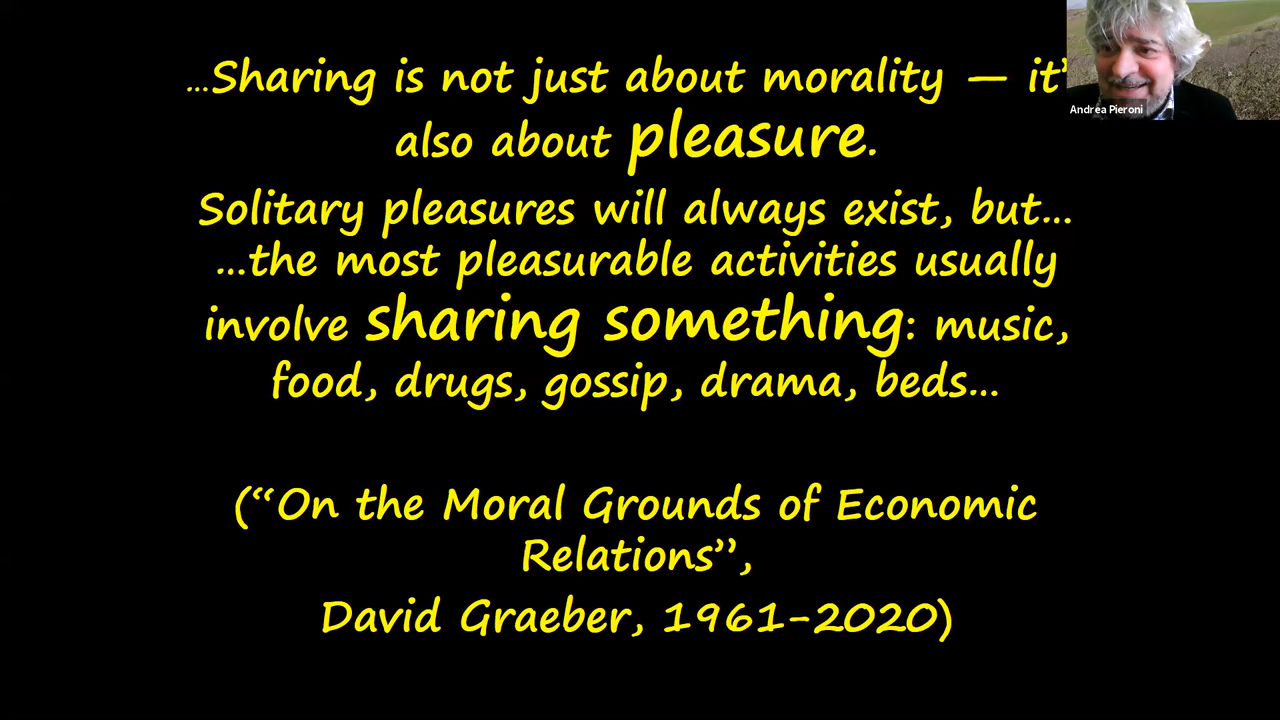 ...Sharing is not just about morality — it'
also about pleasure.
Solitary pleasures will always exist, but...
...the most pleasurable activities usually
involve sharing something: music,
food, drugs, gossip, drama, beds...
(“On the Moral Grounds of Economic
Relations”,
David Graeber, 1961-2020)
Andrea Pieroni